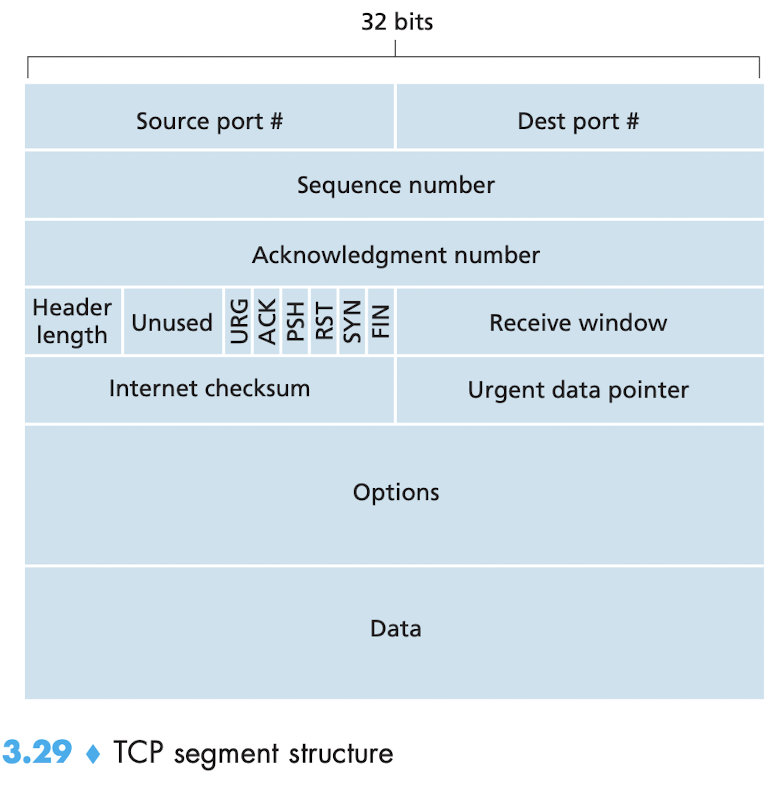 32 bits
Source port # Dest port #
Sequence number
Acknowledgment number
Header length Unused URG ACK PSH RST SYN FIN Receive window
Internet checksum Urgent data pointer
Options
Data
3.29 ♦ TCP segment structure